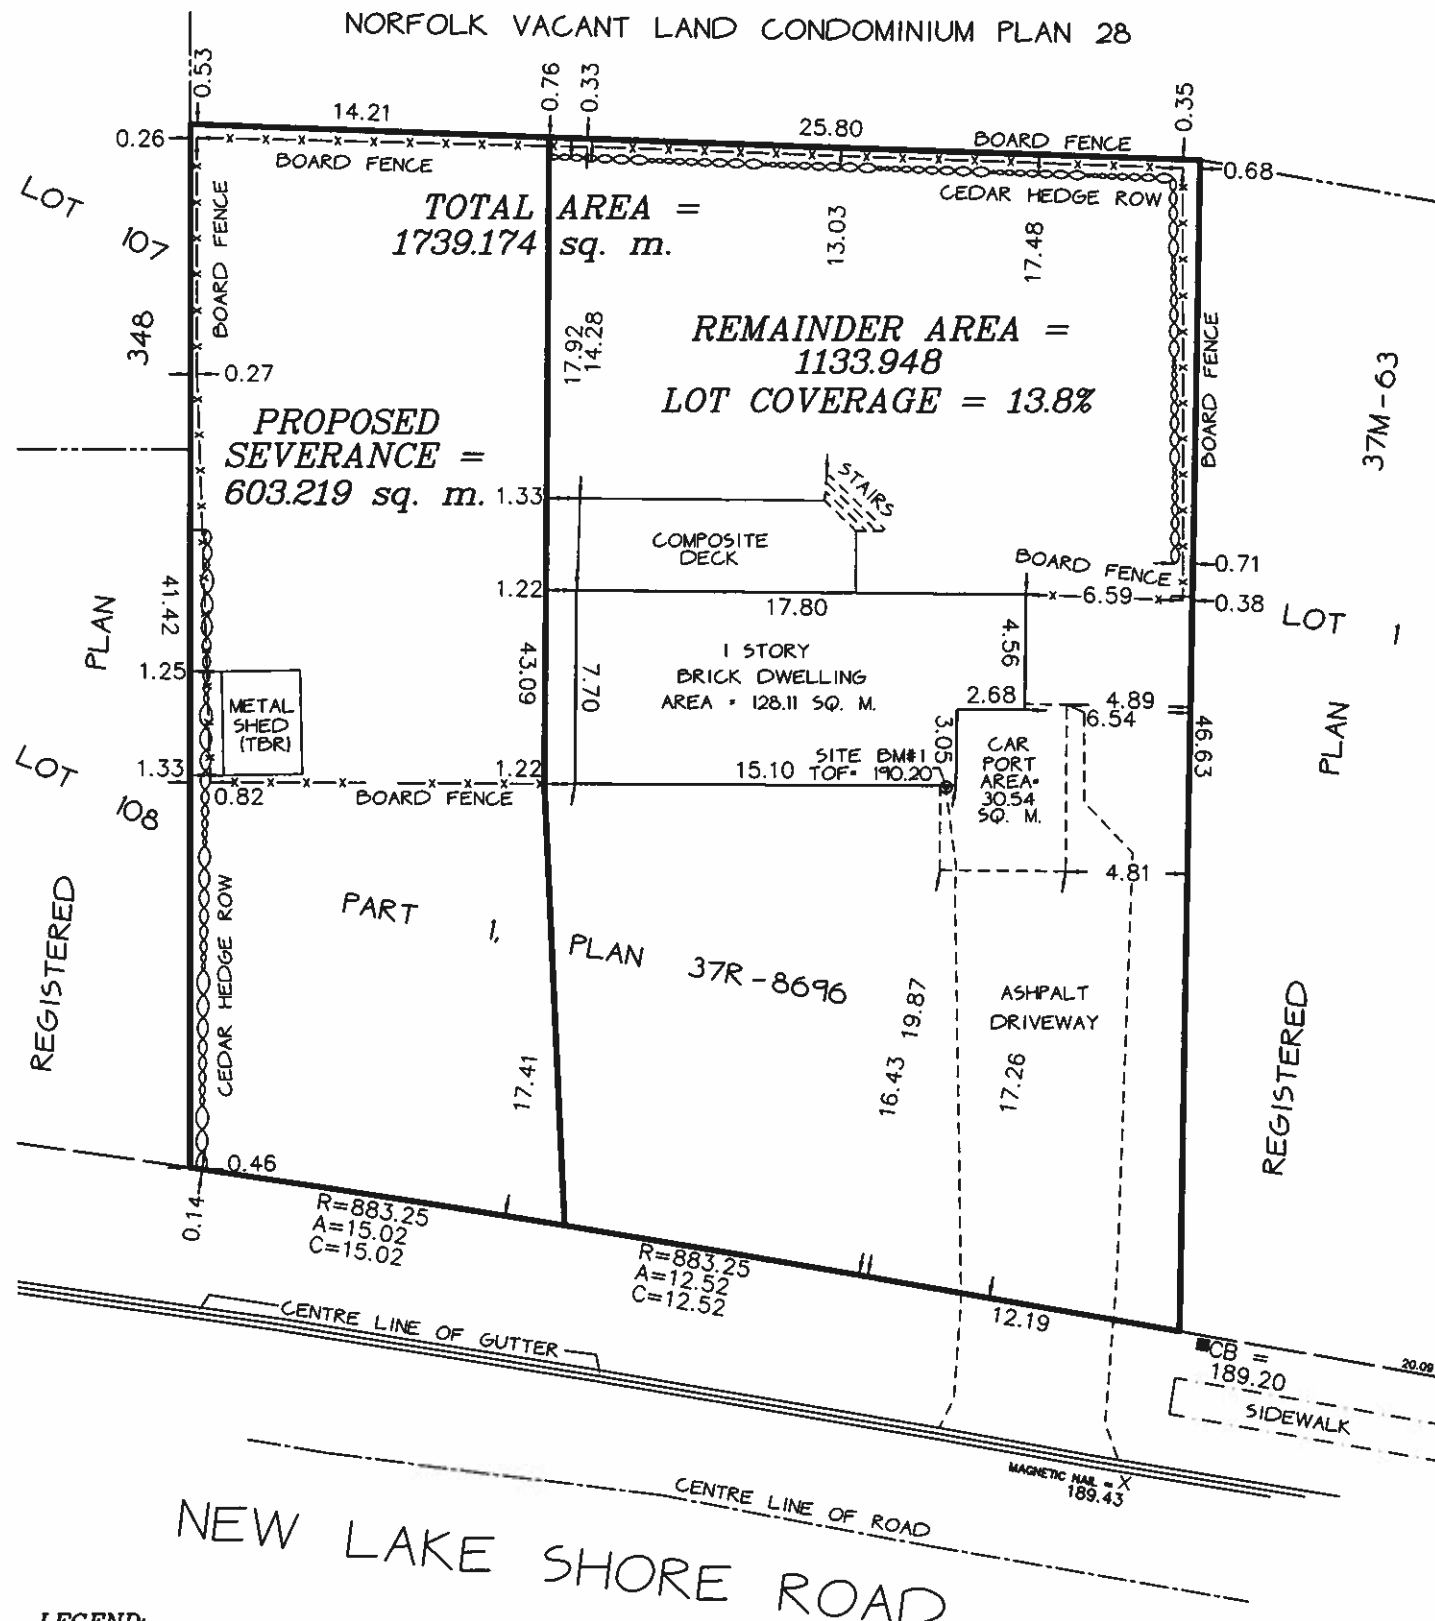 NORFOLK VACANT LAND CONDOMINIUM PLAN 28
0.53
0.76
0.33
0.35
14.21
25.80
0.26
BOARD FENCE
BOARD FENCE
0.68
CEDAR HEDGE ROW
LOT
107
348
BOARD FENCE
TOTAL AREA =
1739.174 sq. m.
13.03
17.48
0.27
17.92
14.28
REMAINDER AREA =
1133.948
LOT COVERAGE = 13.8%
BOARD FENCE
37M-63
PROPOSED
SEVERANCE =
603.219 sq. m.
1.33
STAIRS
COMPOSITE
DECK
BOARD FENCE
0.71
1.22
17.80
6.59
0.38
LOT 1
PLAN
41.42
1.25
METAL
SHED
(TBR)
43.09
7.70
1 STORY
BRICK DWELLING
AREA = 128.11 SQ. M.
4.56
2.68
4.89
6.54
3.05
46.63
PLAN
LOT
108
1.33
0.82
BOARD FENCE
1.22
15.10
SITE BM#1
TOF= 190.20
CAR
PORT
AREA=
30.54
SQ. M.
4.81
REGISTERED
CEDAR HEDGE ROW
PART 1,
PLAN 37R-8696
17.41
16.43
19.87
17.26
ASHPALT
DRIVEWAY
REGISTERED
0.46
0.14
R=883.25
A=15.02
C=15.02
R=883.25
A=12.52
C=12.52
12.19
CENTRE LINE OF GUTTER
CB =
189.20
20.09
SIDEWALK
MAGNETIC NAIL = X
189.43
CENTRE LINE OF ROAD
NEW LAKE SHORE ROAD
LEGEND: